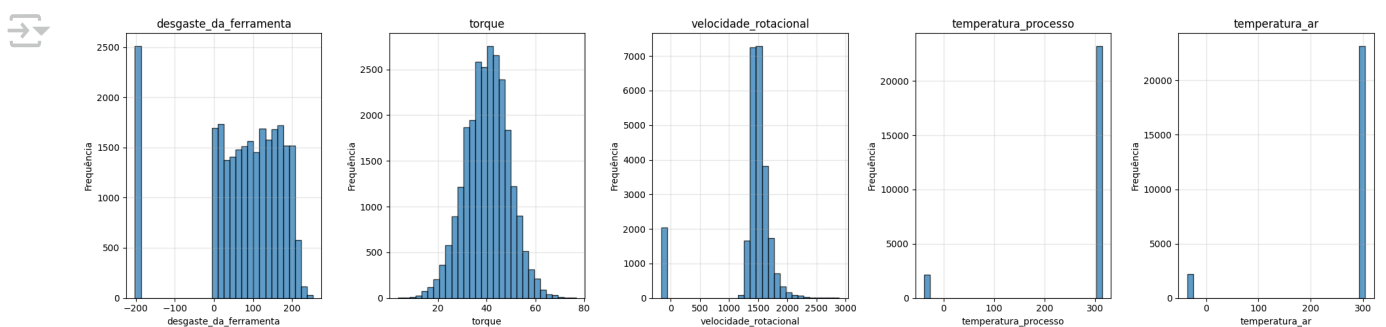 desgaste_da_ferramenta
2500
2000
1500
1000
500
0
Frequência
−200 −100 0 100 200
desgaste_da_ferramenta
torque
2500
2000
1500
1000
500
0
Frequência
20 40 60 80
torque
velocidade_rotacional
7000
6000
5000
4000
3000
2000
1000
0
Frequência
0 500 1000 1500 2000 2500 3000
velocidade_rotacional
temperatura_processo
20000
15000
10000
5000
0
Frequência
0 100 200 300
temperatura_processo
temperatura_ar
20000
15000
10000
5000
0
Frequência
0 100 200 300
temperatura_ar